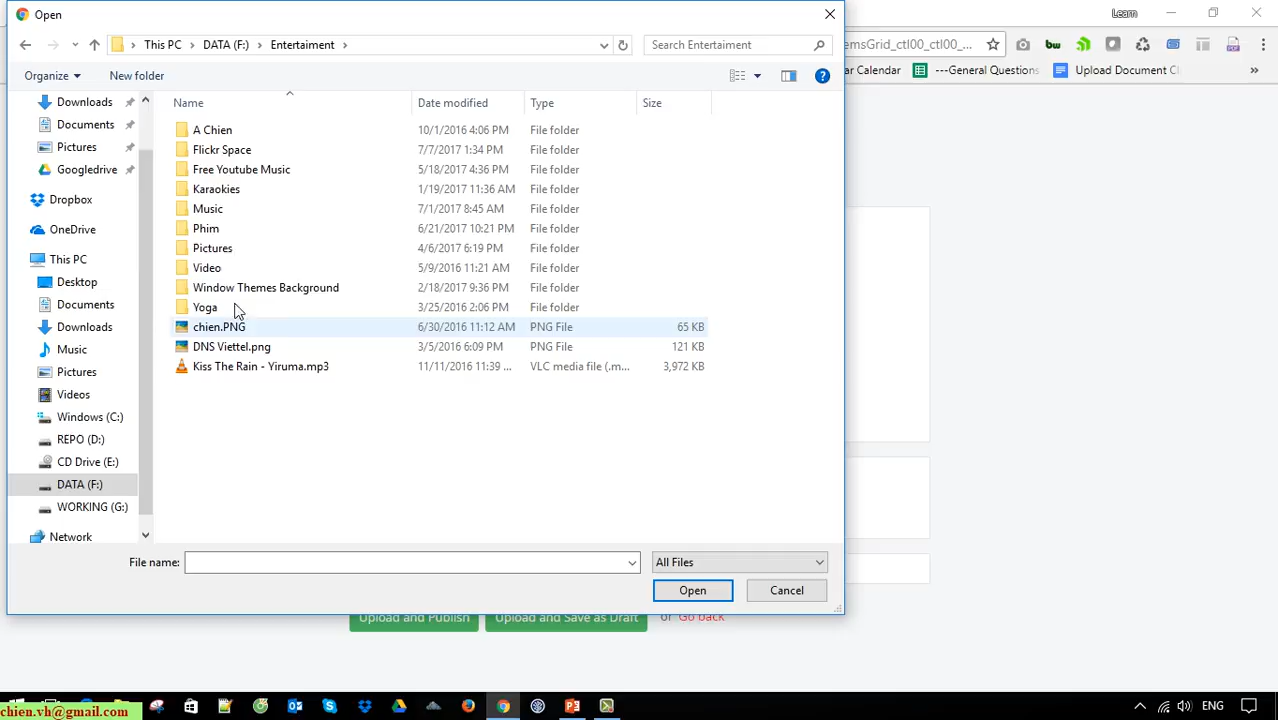 Open
Learn
This PC DATA (F:) Entertaiment
Search Entertaiment
emsGrid_ctl00_ctl00_...
bw
Organize New folder
ar Calendar ---General Questions Upload Document Cl
Name Date modified Type Size
Downloads
Documents
Pictures
Googledrive
Dropbox
OneDrive
This PC
Desktop
Documents
Downloads
Music
Pictures
Videos
Windows (C:)
REPO (D:)
CD Drive (E:)
DATA (F:)
WORKING (G:)
Network
A Chien 10/1/2016 4:06 PM File folder
Flickr Space 7/7/2017 1:34 PM File folder
Free Youtube Music 5/18/2017 4:36 PM File folder
Karaokies 1/19/2017 11:36 AM File folder
Music 7/1/2017 8:45 AM File folder
Phim 6/21/2017 10:21 PM File folder
Pictures 4/6/2017 6:19 PM File folder
Video 5/9/2016 11:21 AM File folder
Window Themes Background 2/18/2017 9:36 PM File folder
Yoga 3/25/2016 2:06 PM File folder
chien.PNG 6/30/2016 11:12 AM PNG File 65 KB
DNS Viettel.png 3/5/2016 6:09 PM PNG File 121 KB
Kiss The Rain - Yiruma.mp3 11/11/2016 11:39 ... VLC media file (.m... 3,972 KB
File name: All Files
Open Cancel
Upload and Publish Upload and Save as Draft or Go back
chien.vh@gmail.com
ENG